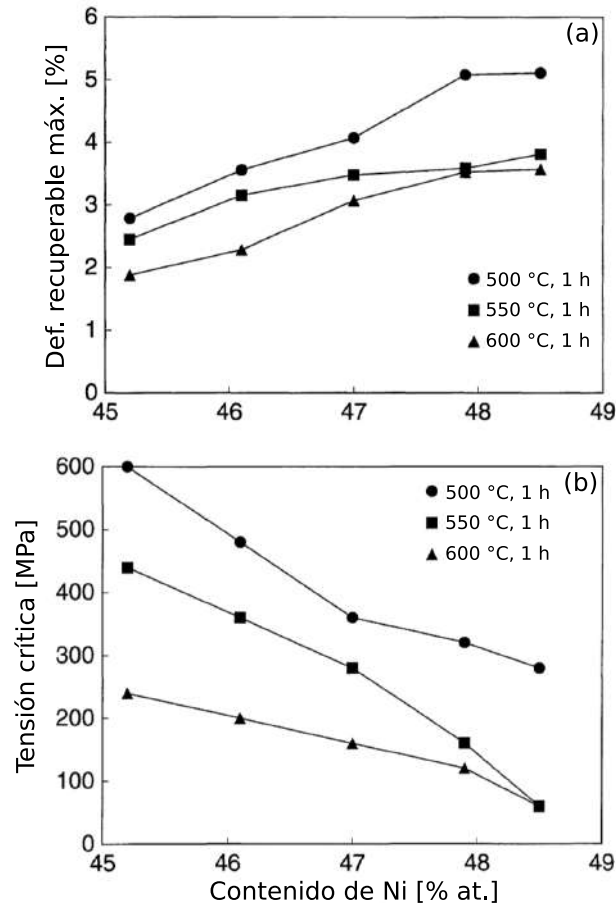 (a)
Def. recuperable máx. [%]
6
5
4
3
2
1
0
500 °C, 1 h
550 °C, 1 h
600 °C, 1 h
45 46 47 48 49
(b)
Tensión crítica [MPa]
600
500
400
300
200
100
0
500 °C, 1 h
550 °C, 1 h
600 °C, 1 h
45 46 47 48 49
Contenido de Ni [% at.]